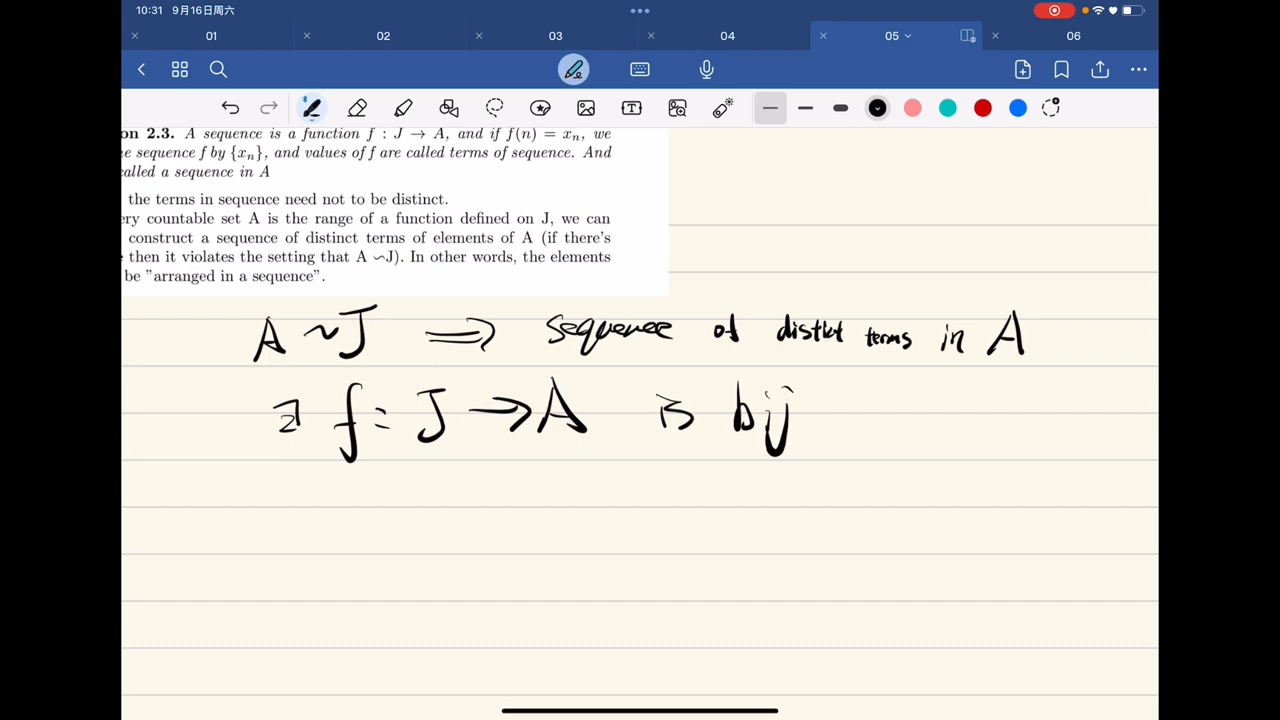 10:31 9月16日周六
01 02 03 04 05 06
on 2.3. A sequence is a function f : J → A, and if f(n) = xₙ, we
e sequence f by {xₙ}, and values of f are called terms of sequence. And
called a sequence in A
the terms in sequence need not to be distinct.
ery countable set A is the range of a function defined on J, we can
construct a sequence of distinct terms of elements of A (if there's
then it violates the setting that A ∽J). In other words, the elements
be "arranged in a sequence".
A ~ J ⟹ sequence of distict terms in A
∃ f : J → A is bij